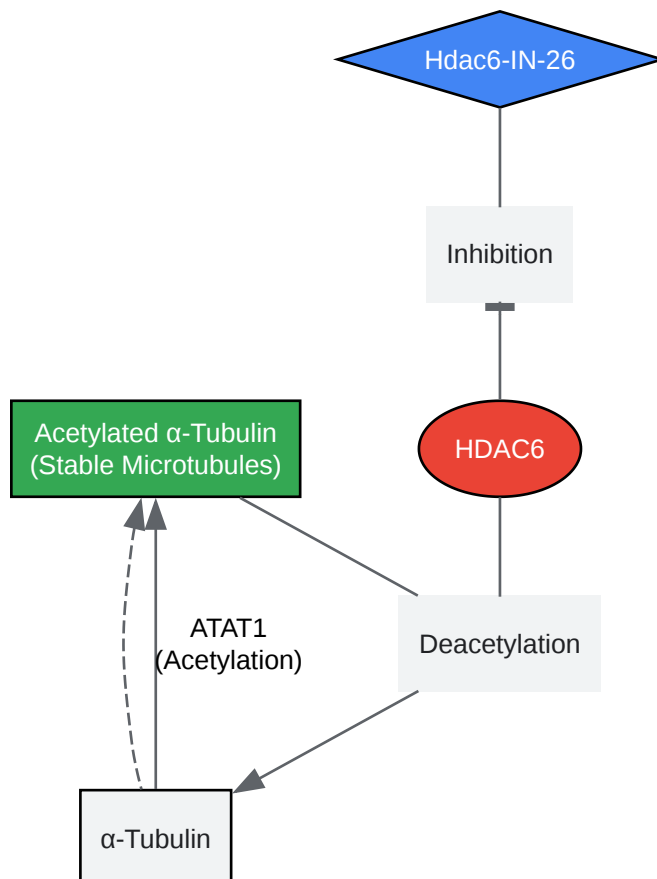 Hdac6-IN-26
Inhibition
Acetylated α-Tubulin
(Stable Microtubules)
HDAC6
ATAT1
(Acetylation)
Deacetylation
α-Tubulin